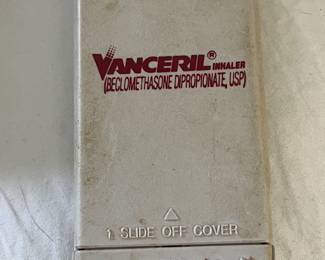 VANCERIL® INHALER
(BECLOMETHASONE DIPROPIONATE, USP)
1 SLIDE OFF COVER